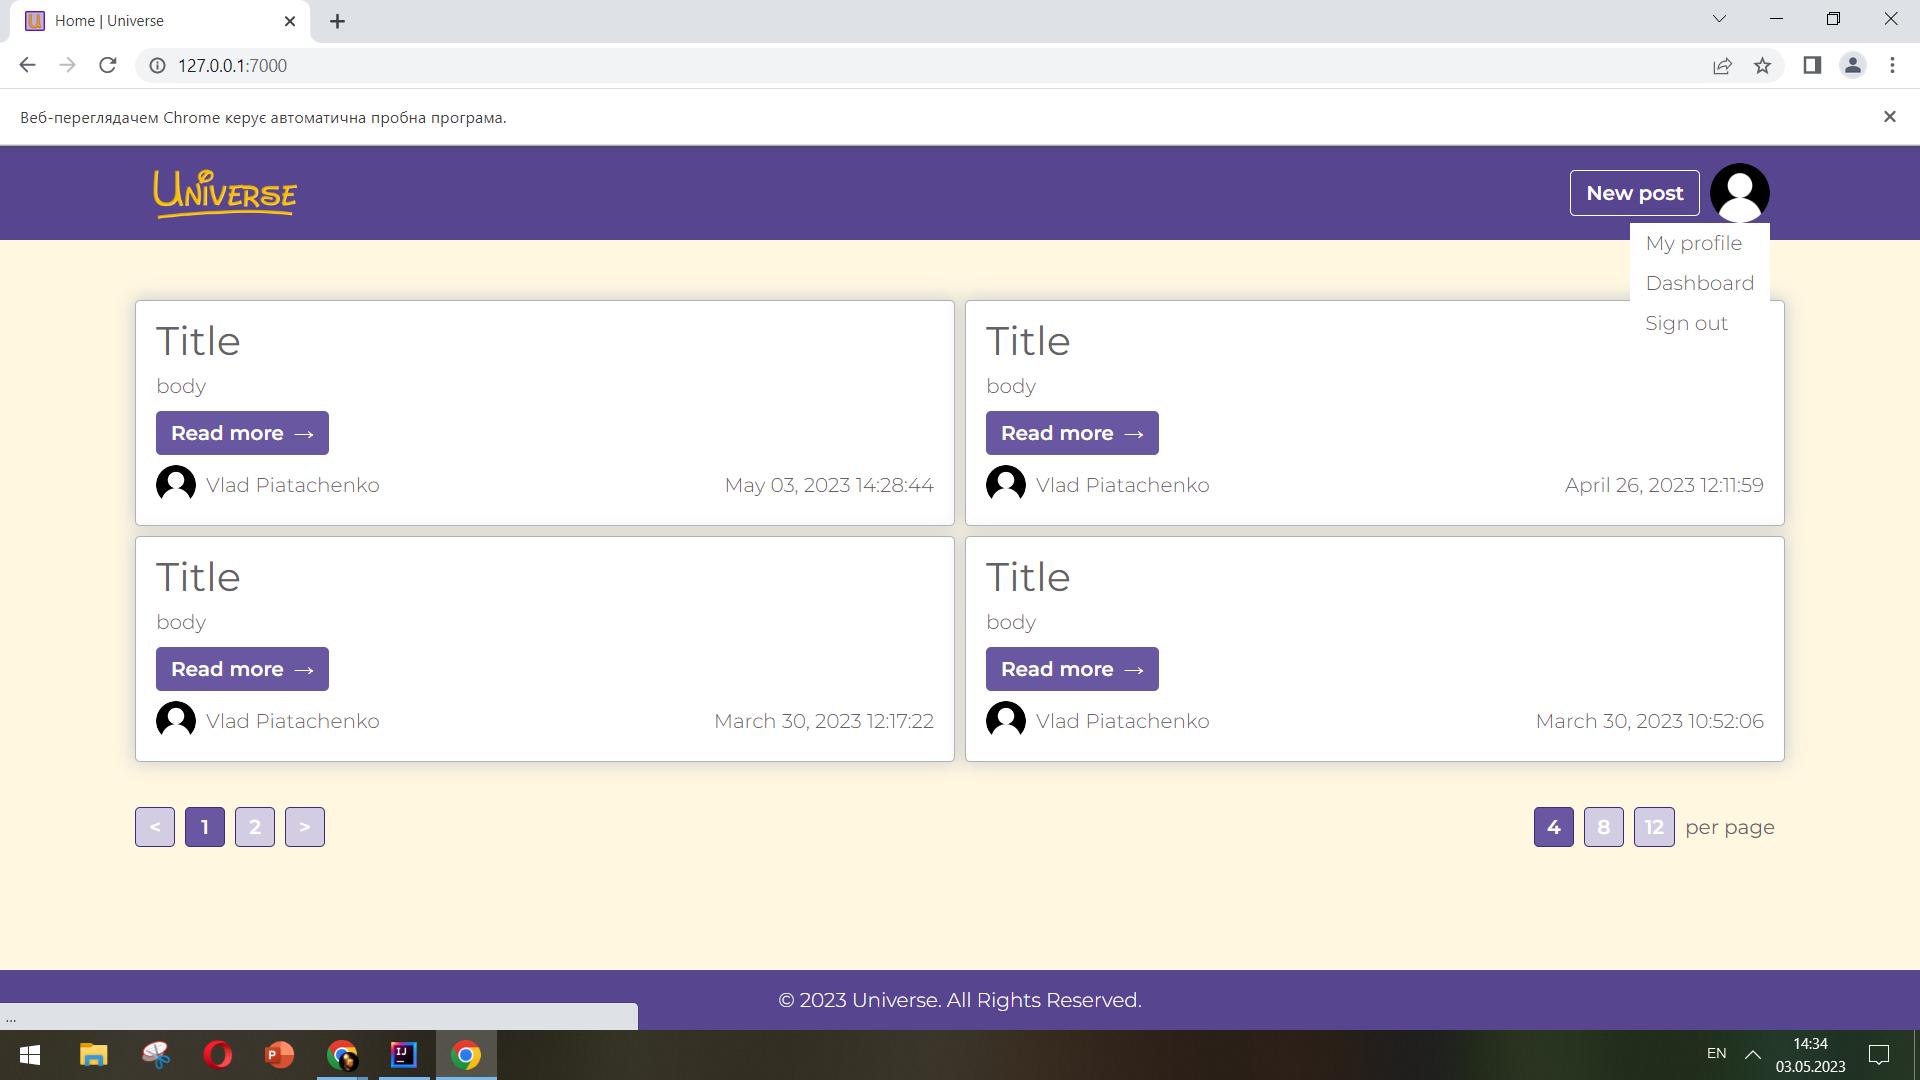 Home | Universe
127.0.0.1:7000
Веб-переглядачем Chrome керує автоматична пробна програма.
UNIVERSE
New post
My profile
Dashboard
Sign out
Title
body
Read more →
Vlad Piatachenko
May 03, 2023 14:28:44
Title
body
Read more →
Vlad Piatachenko
April 26, 2023 12:11:59
Title
body
Read more →
Vlad Piatachenko
March 30, 2023 12:17:22
Title
body
Read more →
Vlad Piatachenko
March 30, 2023 10:52:06
< 1 2 >
4 8 12 per page
© 2023 Universe. All Rights Reserved.
...
EN
14:34
03.05.2023